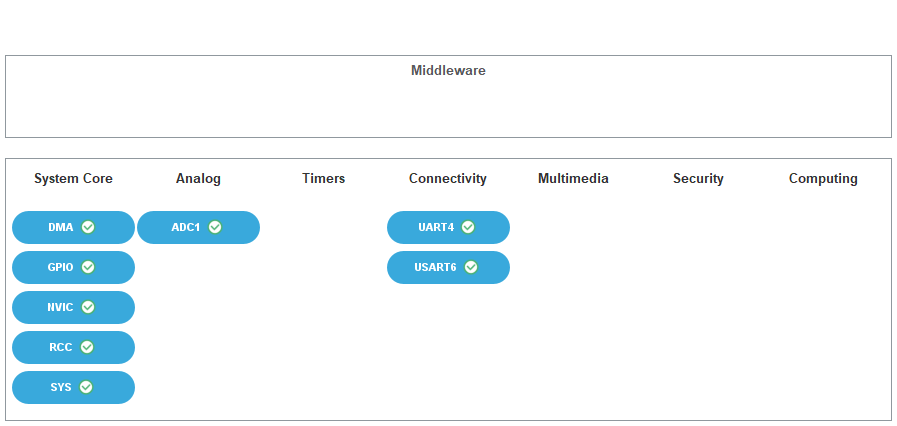 Middleware
System Core Analog Timers Connectivity Multimedia Security Computing
DMA ADC1 UART4
GPIO USART6
NVIC
RCC
SYS